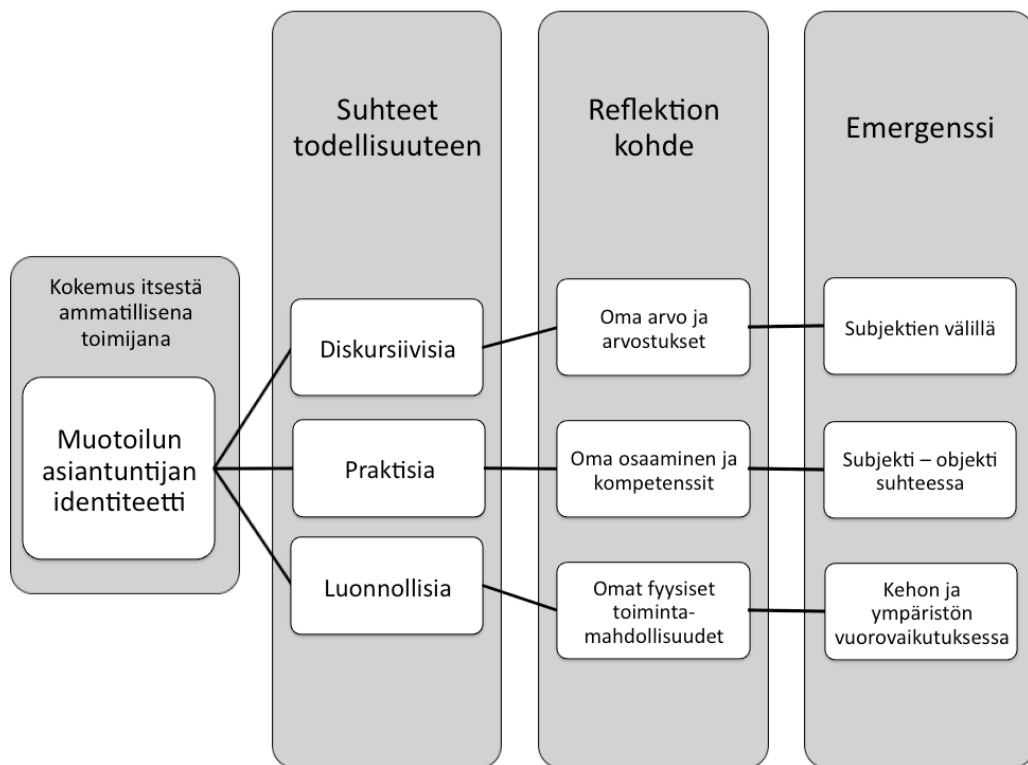 Suhteet
todellisuuteen
Reflektion
kohde
Emergenssi
Kokemus itsestä
ammatillisena
toimijana
Muotoilun
asiantuntijan
identiteetti
Diskursiivisia
Oma arvo ja
arvostukset
Subjektien välillä
Praktisia
Oma osaaminen ja
kompetenssit
Subjekti – objekti
suhteessa
Luonnollisia
Omat fyysiset
toiminta-
mahdollisuudet
Kehon ja
ympäristön
vuorovaikutuksessa